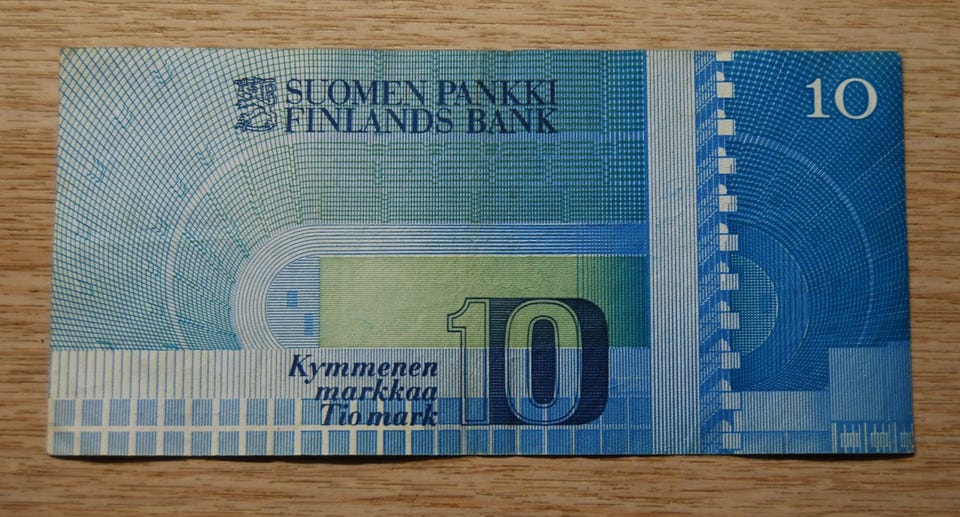 SUOMEN PANKKI
FINLANDS BANK
10
10
Kymmenen
markkaa
Tio mark